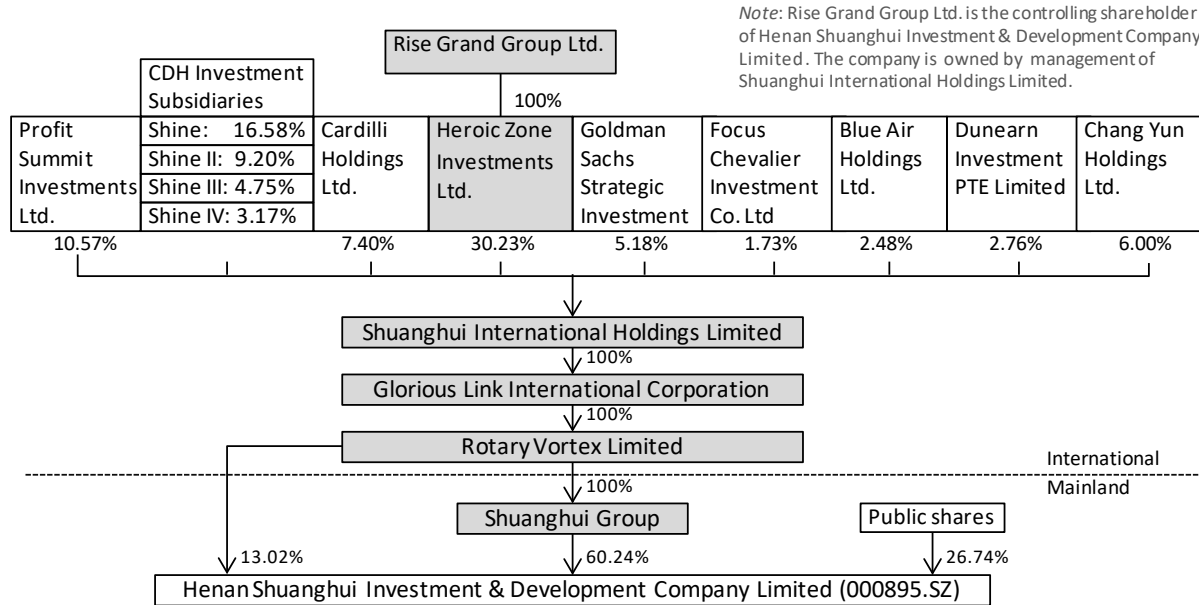 Note: Rise Grand Group Ltd. is the controlling shareholder
of Henan Shuanghui Investment & Development Company
Limited. The company is owned by management of
Shuanghui International Holdings Limited.
Rise Grand Group Ltd.
100%
CDH Investment
Subsidiaries
Profit
Summit
Investments
Ltd.
Shine: 16.58%
Shine II: 9.20%
Shine III: 4.75%
Shine IV: 3.17%
Cardilli
Holdings
Ltd.
Heroic Zone
Investments
Ltd.
Goldman
Sachs
Strategic
Investment
Focus
Chevalier
Investment
Co. Ltd
Blue Air
Holdings
Ltd.
Dunearn
Investment
PTE Limited
Chang Yun
Holdings
Ltd.
10.57%
7.40%
30.23%
5.18%
1.73%
2.48%
2.76%
6.00%
Shuanghui International Holdings Limited
100%
Glorious Link International Corporation
100%
Rotary Vortex Limited
International
Mainland
100%
Shuanghui Group
Public shares
13.02%
60.24%
26.74%
Henan Shuanghui Investment & Development Company Limited (000895.SZ)